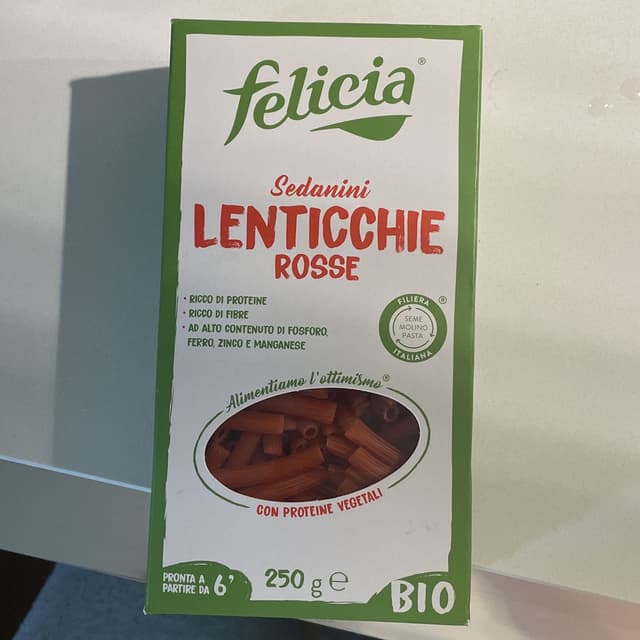 felicia®
Sedanini
LENTICCHIE
ROSSE
• RICCO DI PROTEINE
• RICCO DI FIBRE
• AD ALTO CONTENUTO DI FOSFORO,
FERRO, ZINCO E MANGANESE
FILIERA ®
SEME
MOLINO
PASTA
ITALIANA
Alimentiamo l'ottimismo®
CON PROTEINE VEGETALI
PRONTA A
PARTIRE DA 6'
250 g e
BIO